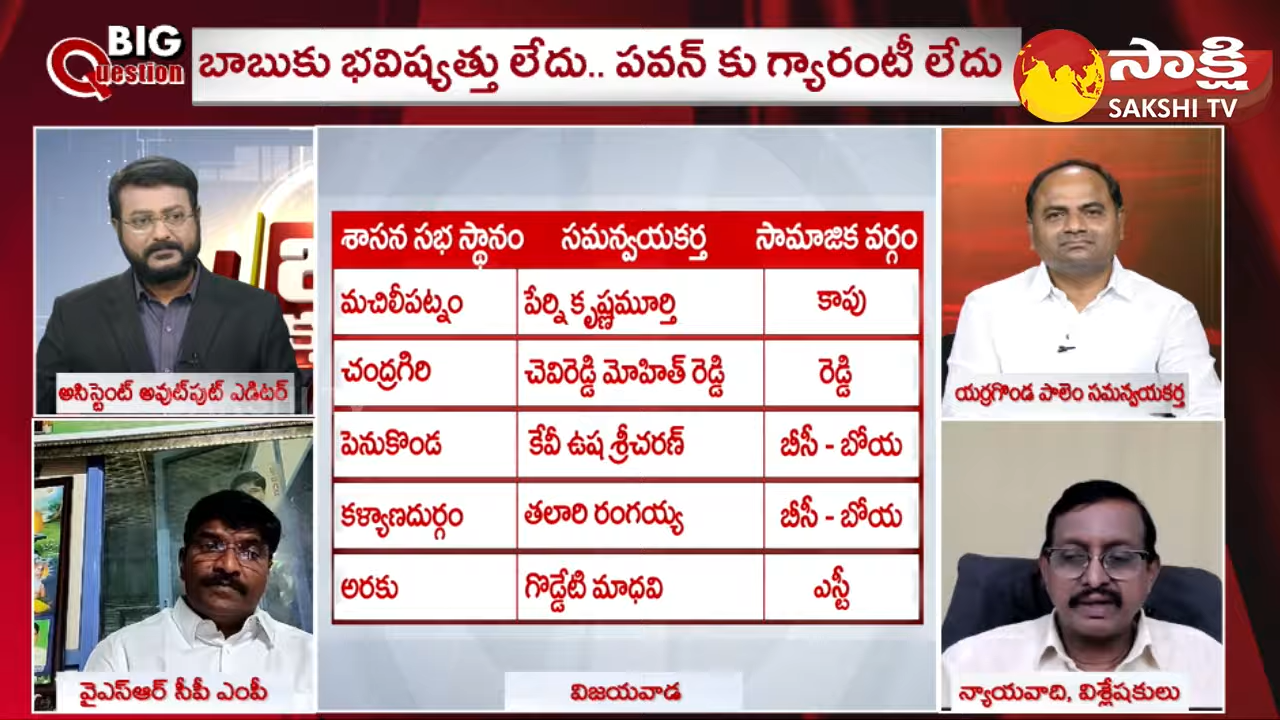 BIG
Question
బాబుకు భవిష్యత్తు లేదు.. పవన్ కు గ్యారంటీ లేదు
సాక్షి
SAKSHI TV
శాసన సభ స్థానం సమన్వయకర్త సామాజిక వర్గం
మచిలీపట్నం పేర్ని కృష్ణమూర్తి కాపు
చంద్రగిరి చెవిరెడ్డి మోహిత్ రెడ్డి రెడ్డి
పెనుకొండ కేవీ ఉష శ్రీచరణ్ బీసీ - బోయ
కళ్యాణదుర్గం తలారి రంగయ్య బీసీ - బోయ
అరకు గొడ్డేటి మాధవి ఎస్టీ
అసిస్టెంట్ అవుట్‌పుట్ ఎడిటర్
యర్రగొండ పాలెం సమన్వయకర్త
వైఎస్ఆర్ సీపీ ఎంపీ
విజయవాడ
న్యాయవాది, విశ్లేషకులు